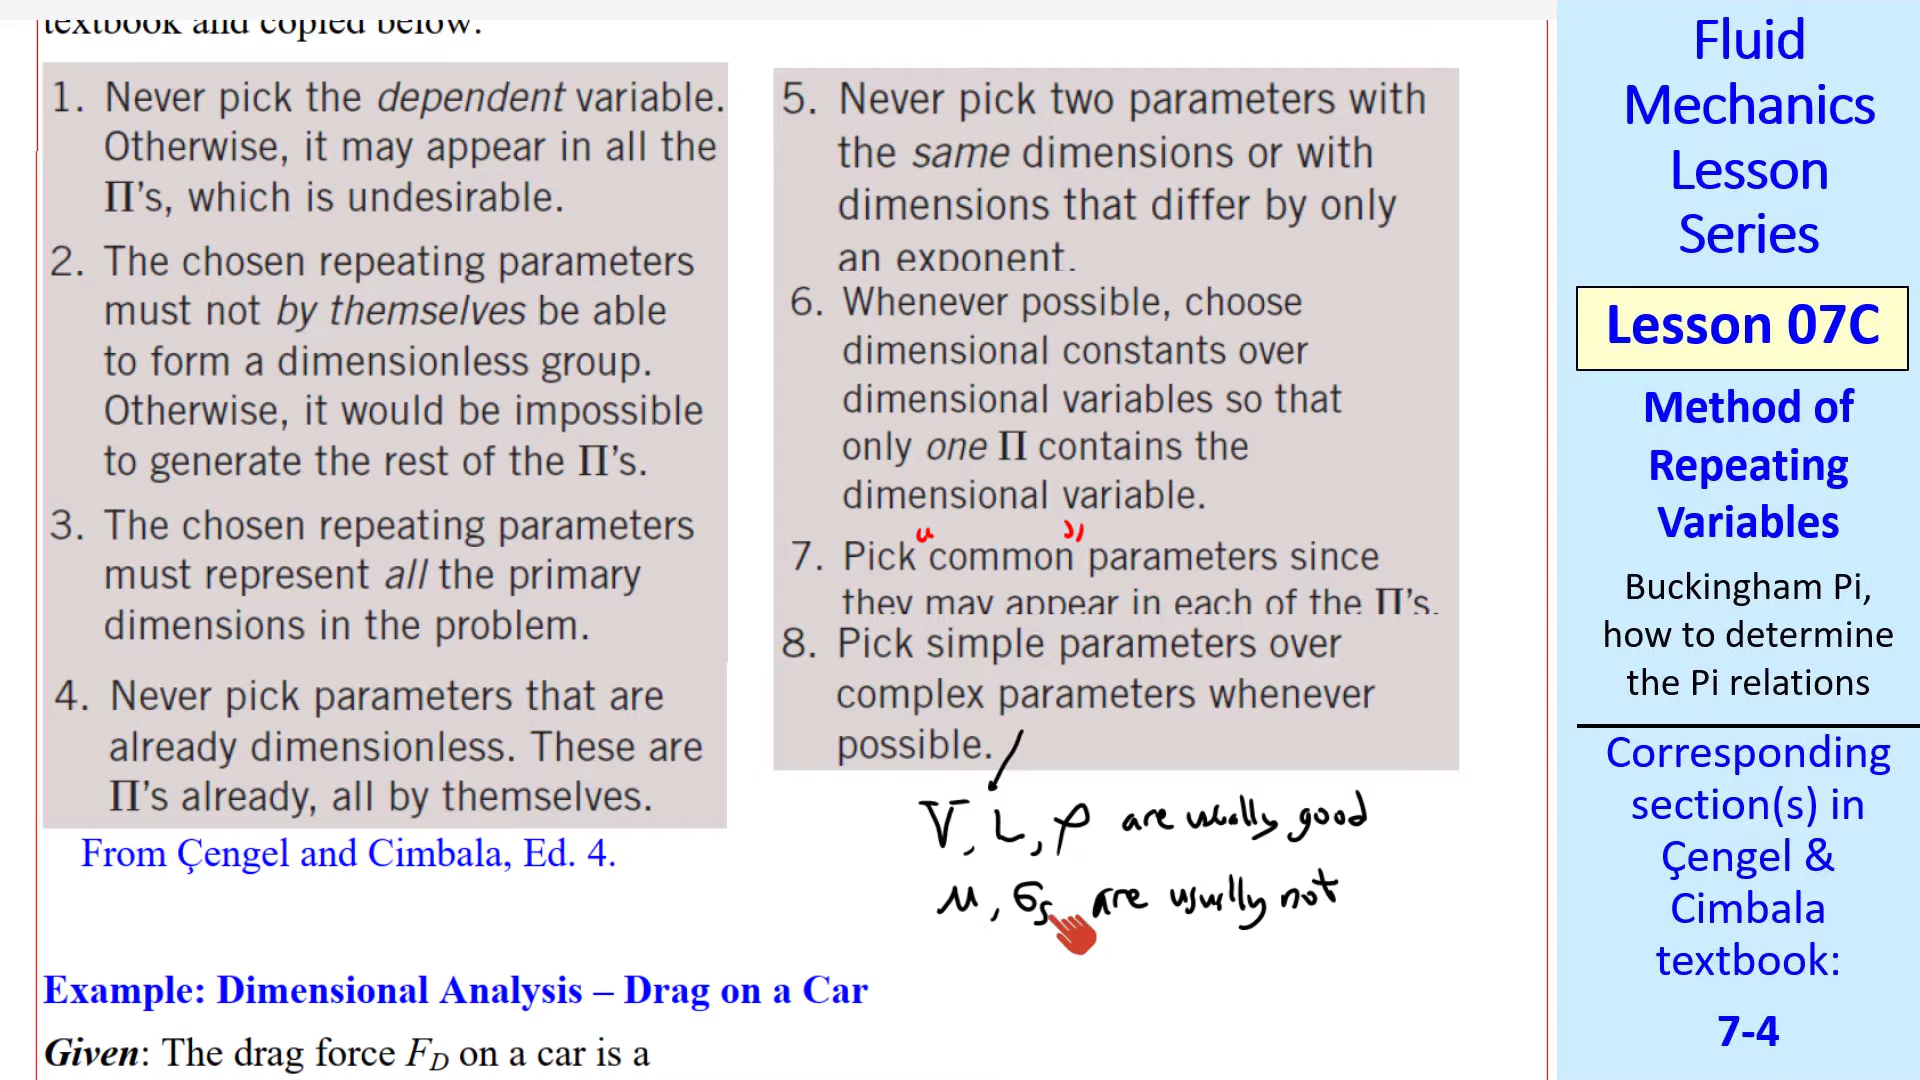 textbook and copied below.
1. Never pick the dependent variable.
Otherwise, it may appear in all the
Π's, which is undesirable.
2. The chosen repeating parameters
must not by themselves be able
to form a dimensionless group.
Otherwise, it would be impossible
to generate the rest of the Π's.
3. The chosen repeating parameters
must represent all the primary
dimensions in the problem.
4. Never pick parameters that are
already dimensionless. These are
Π's already, all by themselves.
From Çengel and Cimbala, Ed. 4.
5. Never pick two parameters with
the same dimensions or with
dimensions that differ by only
an exponent.
6. Whenever possible, choose
dimensional constants over
dimensional variables so that
only one Π contains the
dimensional variable.
7. Pick "common" parameters since
they may appear in each of the Π's.
8. Pick simple parameters over
complex parameters whenever
possible.
V, L, ρ are usually good
μ, σs are usually not
Example: Dimensional Analysis – Drag on a Car
Given: The drag force FD on a car is a
Fluid
Mechanics
Lesson
Series
Lesson 07C
Method of
Repeating
Variables
Buckingham Pi,
how to determine
the Pi relations
Corresponding
section(s) in
Çengel &
Cimbala
textbook:
7-4